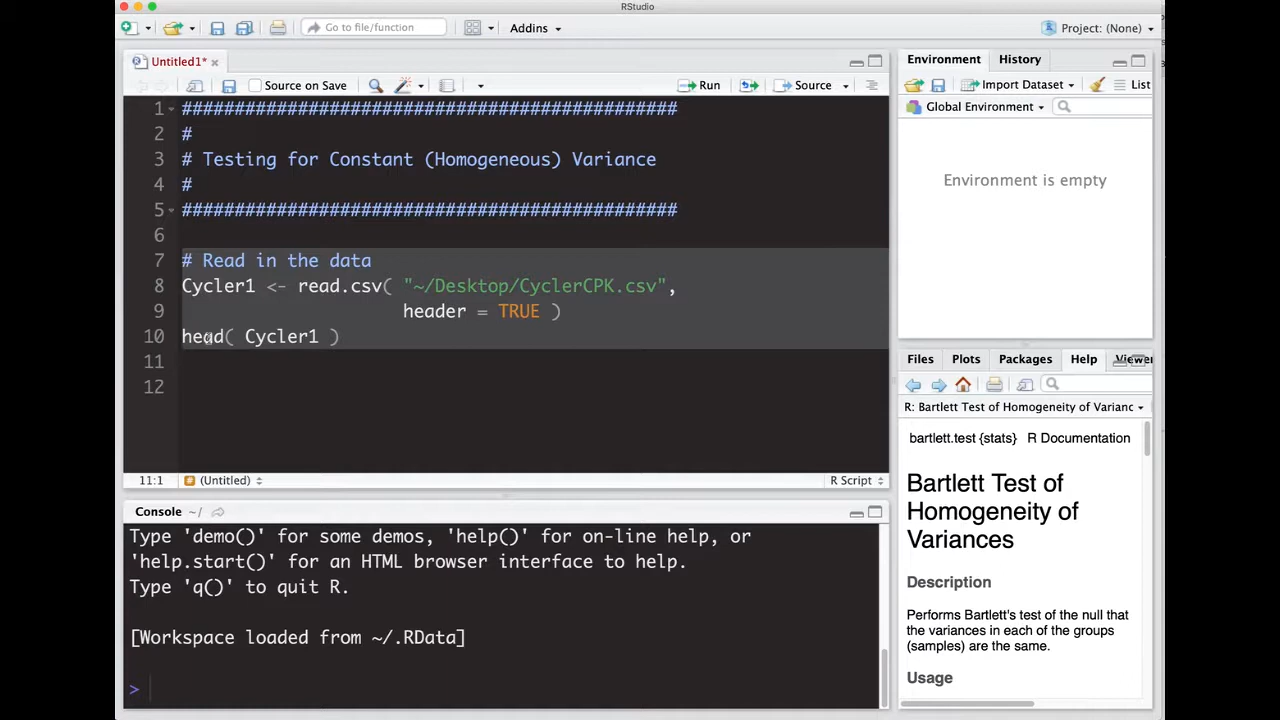 RStudio
Go to file/function
Addins
Project: (None)
Untitled1*
Source on Save
Run
Source
1 ###############################################
2 #
3 # Testing for Constant (Homogeneous) Variance
4 #
5 ###############################################
6
7 # Read in the data
8 Cycler1 <- read.csv( "~/Desktop/CyclerCPK.csv",
9 header = TRUE )
10 head( Cycler1 )
11
12
11:1
(Untitled)
R Script
Console ~/
Type 'demo()' for some demos, 'help()' for on-line help, or
'help.start()' for an HTML browser interface to help.
Type 'q()' to quit R.
[Workspace loaded from ~/.RData]
>
Environment History
Import Dataset
List
Global Environment
Environment is empty
Files Plots Packages Help Viewer
R: Bartlett Test of Homogeneity of Varianc
bartlett.test {stats} R Documentation
Bartlett Test of
Homogeneity of
Variances
Description
Performs Bartlett's test of the null that
the variances in each of the groups
(samples) are the same.
Usage